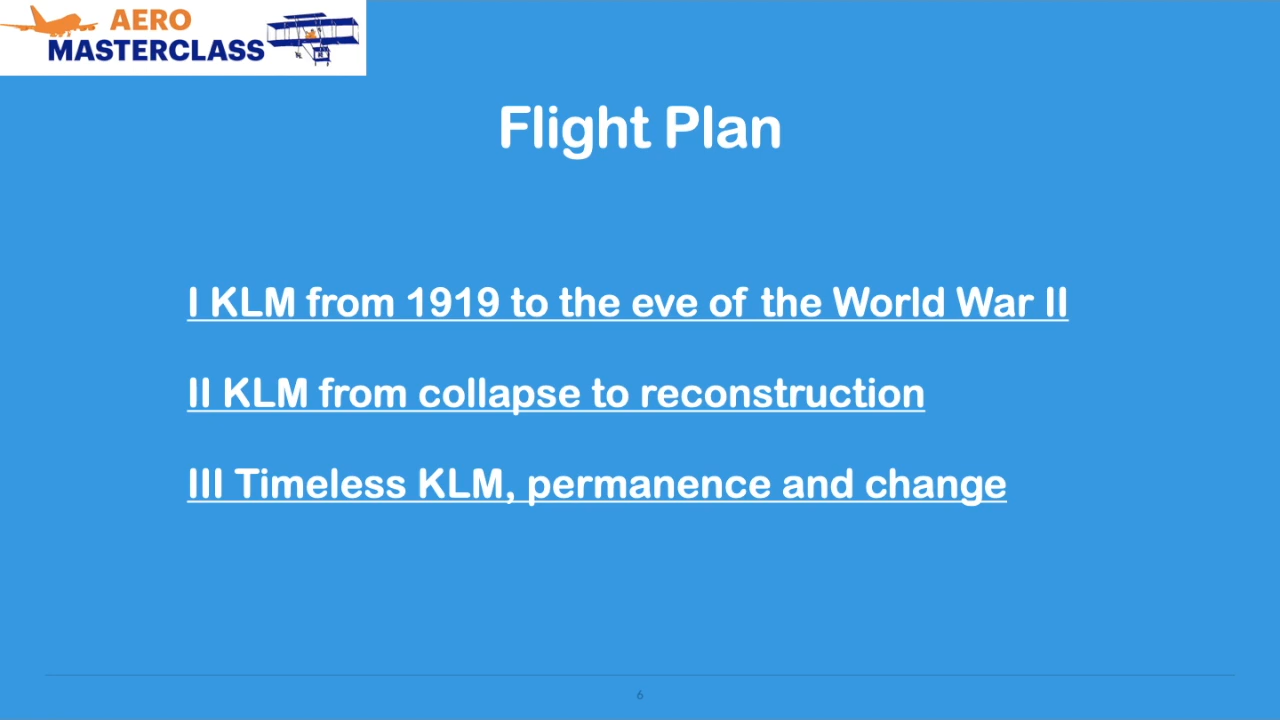 AERO
MASTERCLASS
Flight Plan
I KLM from 1919 to the eve of the World War II
II KLM from collapse to reconstruction
III Timeless KLM, permanence and change
6